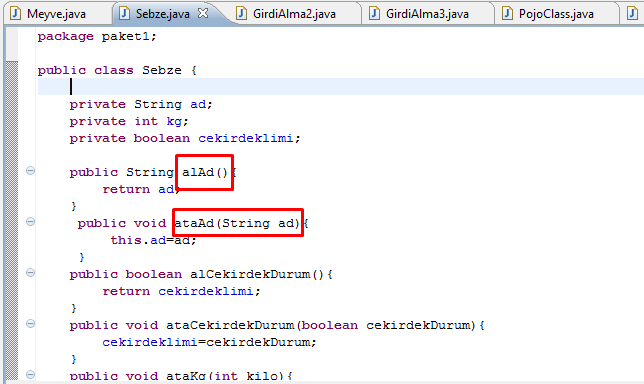 Meyve.java Sebze.java GirdiAlma2.java GirdiAlma3.java PojoClass.java
package paket1;
public class Sebze {
private String ad;
private int kg;
private boolean cekirdeklimi;
public String alAd(){
return ad;
}
public void ataAd(String ad){
this.ad=ad;
}
public boolean alCekirdekDurum(){
return cekirdeklimi;
}
public void ataCekirdekDurum(boolean cekirdekDurum){
cekirdeklimi=cekirdekDurum;
}
public void ataKg(int kilo){